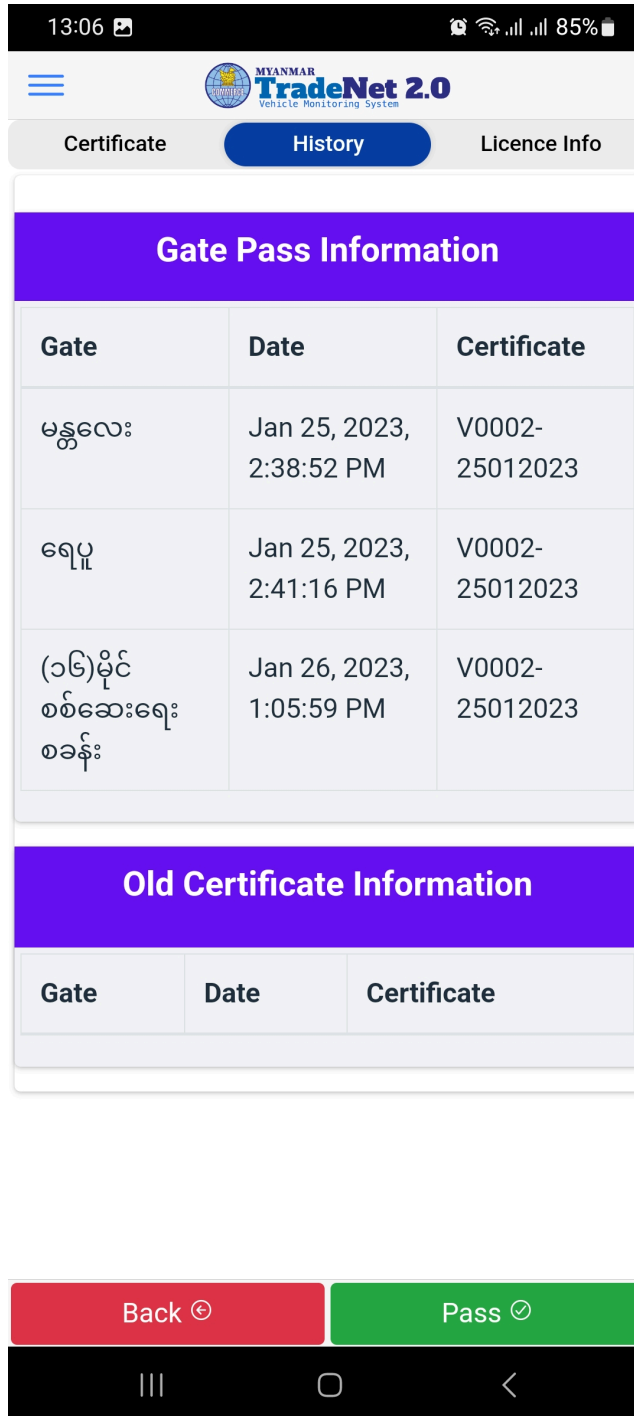 13:06
85%
MYANMAR
TradeNet 2.0
Vehicle Monitoring System
COMMERCE
Certificate
History
Licence Info
Gate Pass Information
Gate
Date
Certificate
မန္တလေး
Jan 25, 2023,
2:38:52 PM
V0002-
25012023
ရေပူ
Jan 25, 2023,
2:41:16 PM
V0002-
25012023
(၁၆)မိုင်
စစ်ဆေးရေး
စခန်း
Jan 26, 2023,
1:05:59 PM
V0002-
25012023
Old Certificate Information
Gate
Date
Certificate
Back
Pass